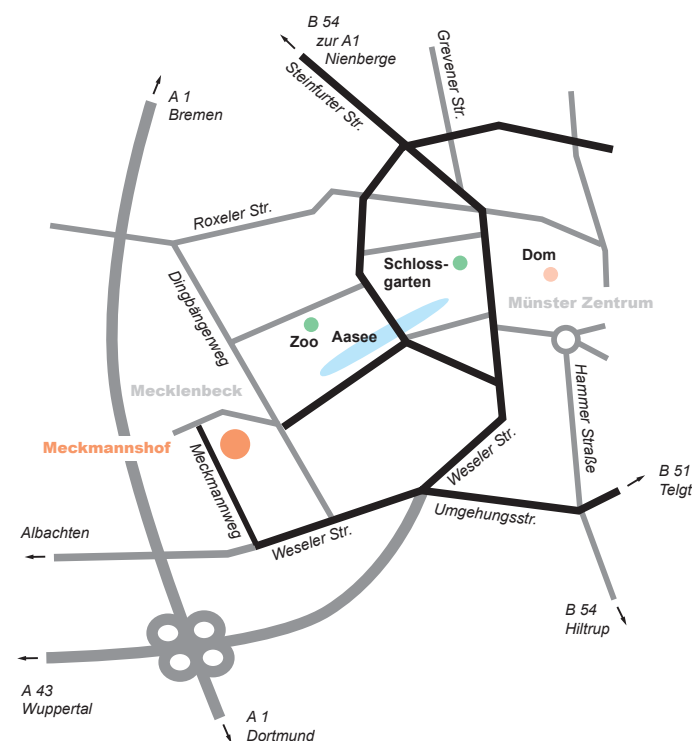 B 54
zur A1
Nienberge
Grevener Str.
Steinfurter Str.
A 1
Bremen
Roxeler Str.
Schloss-
garten
Dom
Münster Zentrum
Dingbängerweg
Zoo
Aasee
Mecklenbeck
Hammer Straße
Meckmannshof
Meckmannweg
Weseler Str.
B 51
Telgt
Umgehungsstr.
Albachten
Weseler Str.
B 54
Hiltrup
A 43
Wuppertal
A 1
Dortmund